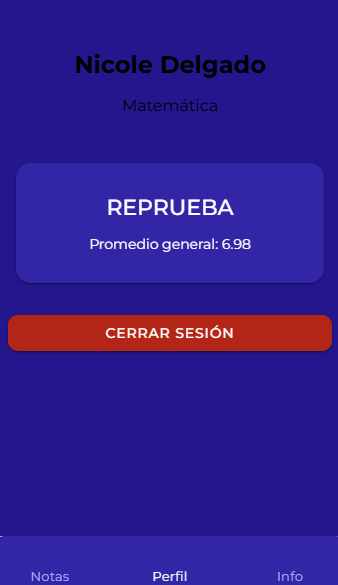 Nicole Delgado
Matemática
REPRUEBA
Promedio general: 6.98
CERRAR SESIÓN
Notas Perfil Info